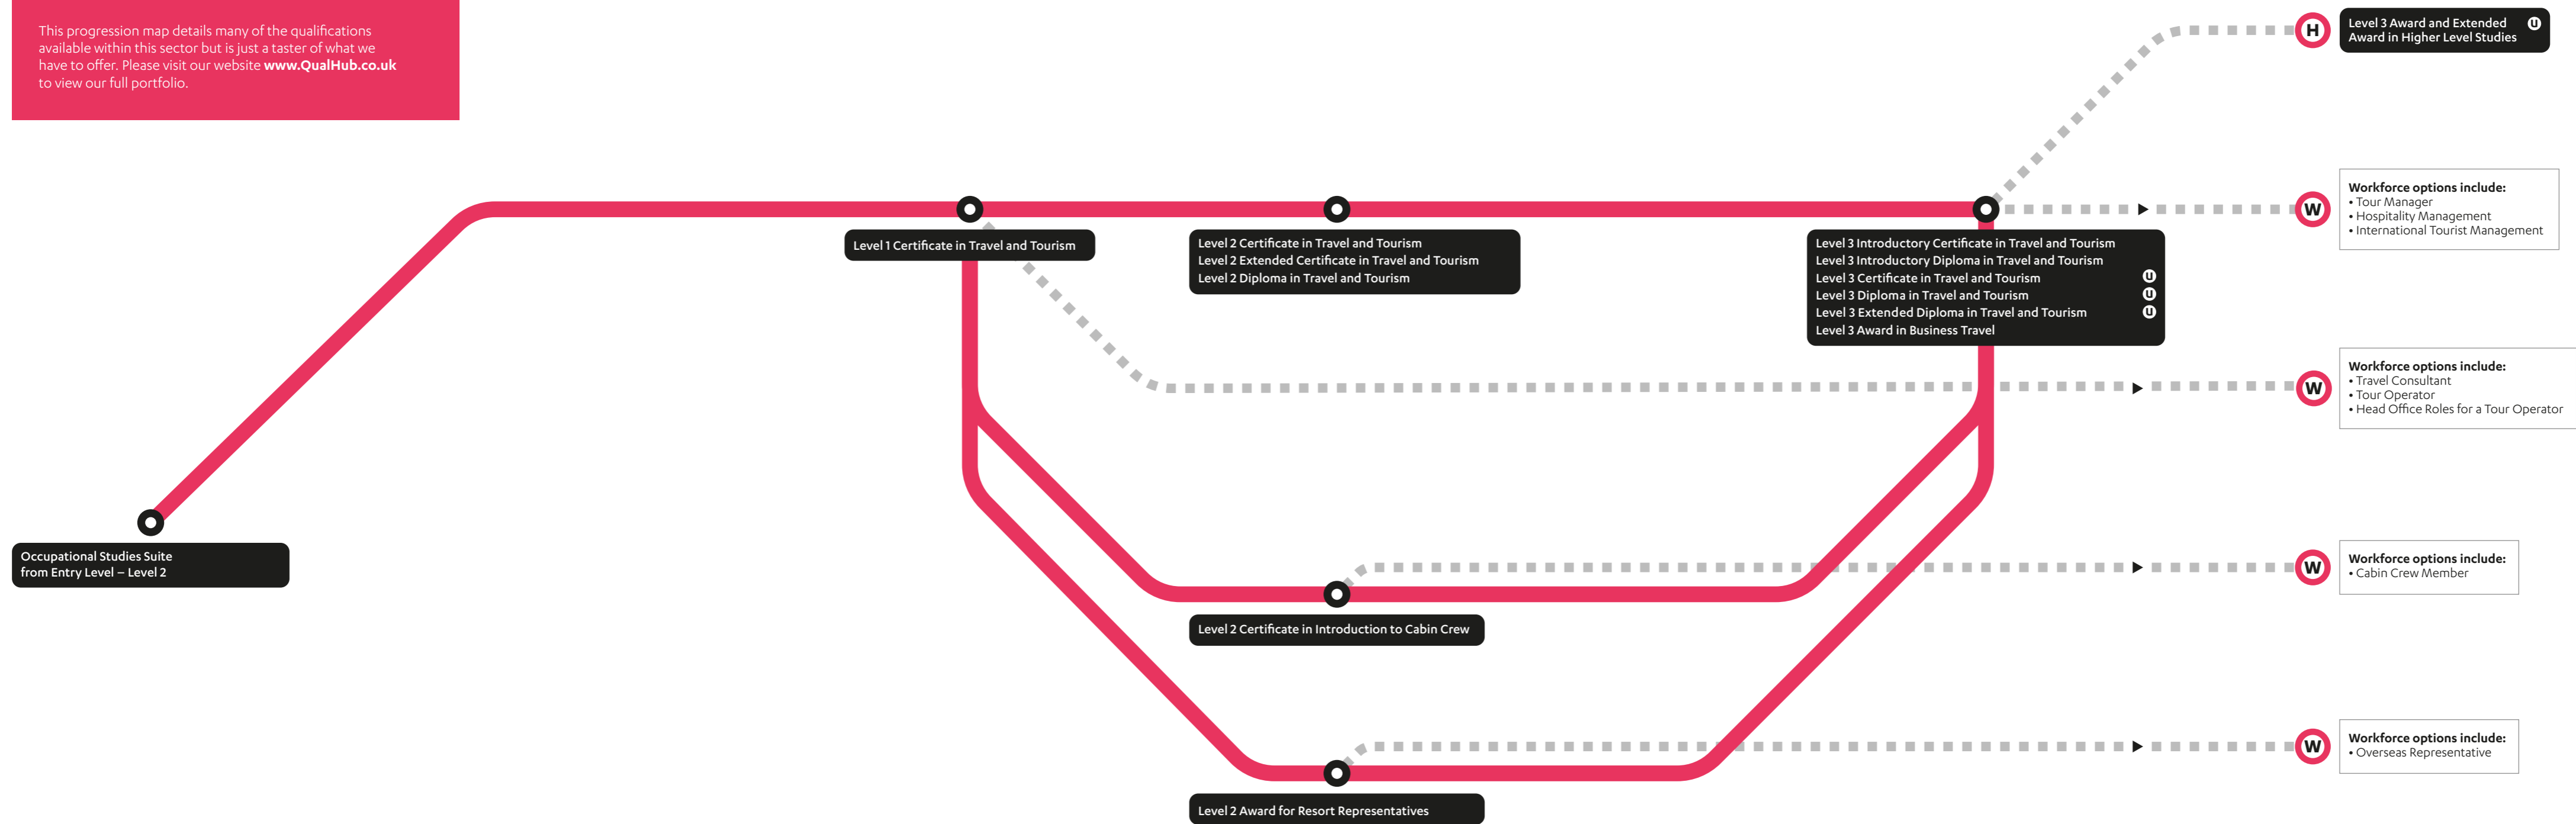 This progression map details many of the qualifications
available within this sector but is just a taster of what we
have to offer. Please visit our website www.QualHub.co.uk
to view our full portfolio.
H
Level 3 Award and Extended U
Award in Higher Level Studies
W
Workforce options include:
• Tour Manager
• Hospitality Management
• International Tourist Management
Level 1 Certificate in Travel and Tourism
Level 2 Certificate in Travel and Tourism
Level 2 Extended Certificate in Travel and Tourism
Level 2 Diploma in Travel and Tourism
Level 3 Introductory Certificate in Travel and Tourism
Level 3 Introductory Diploma in Travel and Tourism
Level 3 Certificate in Travel and Tourism U
Level 3 Diploma in Travel and Tourism U
Level 3 Extended Diploma in Travel and Tourism U
Level 3 Award in Business Travel
W
Workforce options include:
• Travel Consultant
• Tour Operator
• Head Office Roles for a Tour Operator
Occupational Studies Suite
from Entry Level – Level 2
W
Workforce options include:
• Cabin Crew Member
Level 2 Certificate in Introduction to Cabin Crew
W
Workforce options include:
• Overseas Representative
Level 2 Award for Resort Representatives